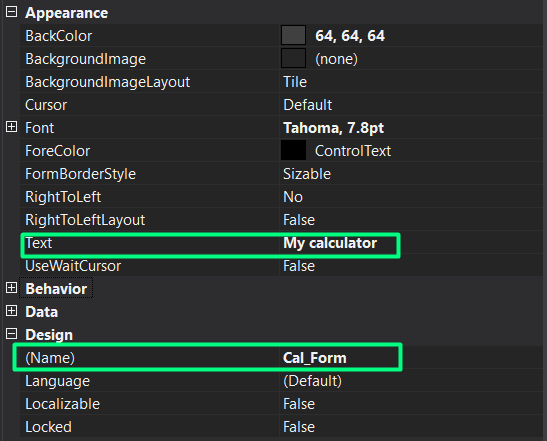 Appearance
BackColor 64, 64, 64
BackgroundImage (none)
BackgroundImageLayout Tile
Cursor Default
Font Tahoma, 7.8pt
ForeColor ControlText
FormBorderStyle Sizable
RightToLeft No
RightToLeftLayout False
Text My calculator
UseWaitCursor False
Behavior
Data
Design
(Name) Cal_Form
Language (Default)
Localizable False
Locked False